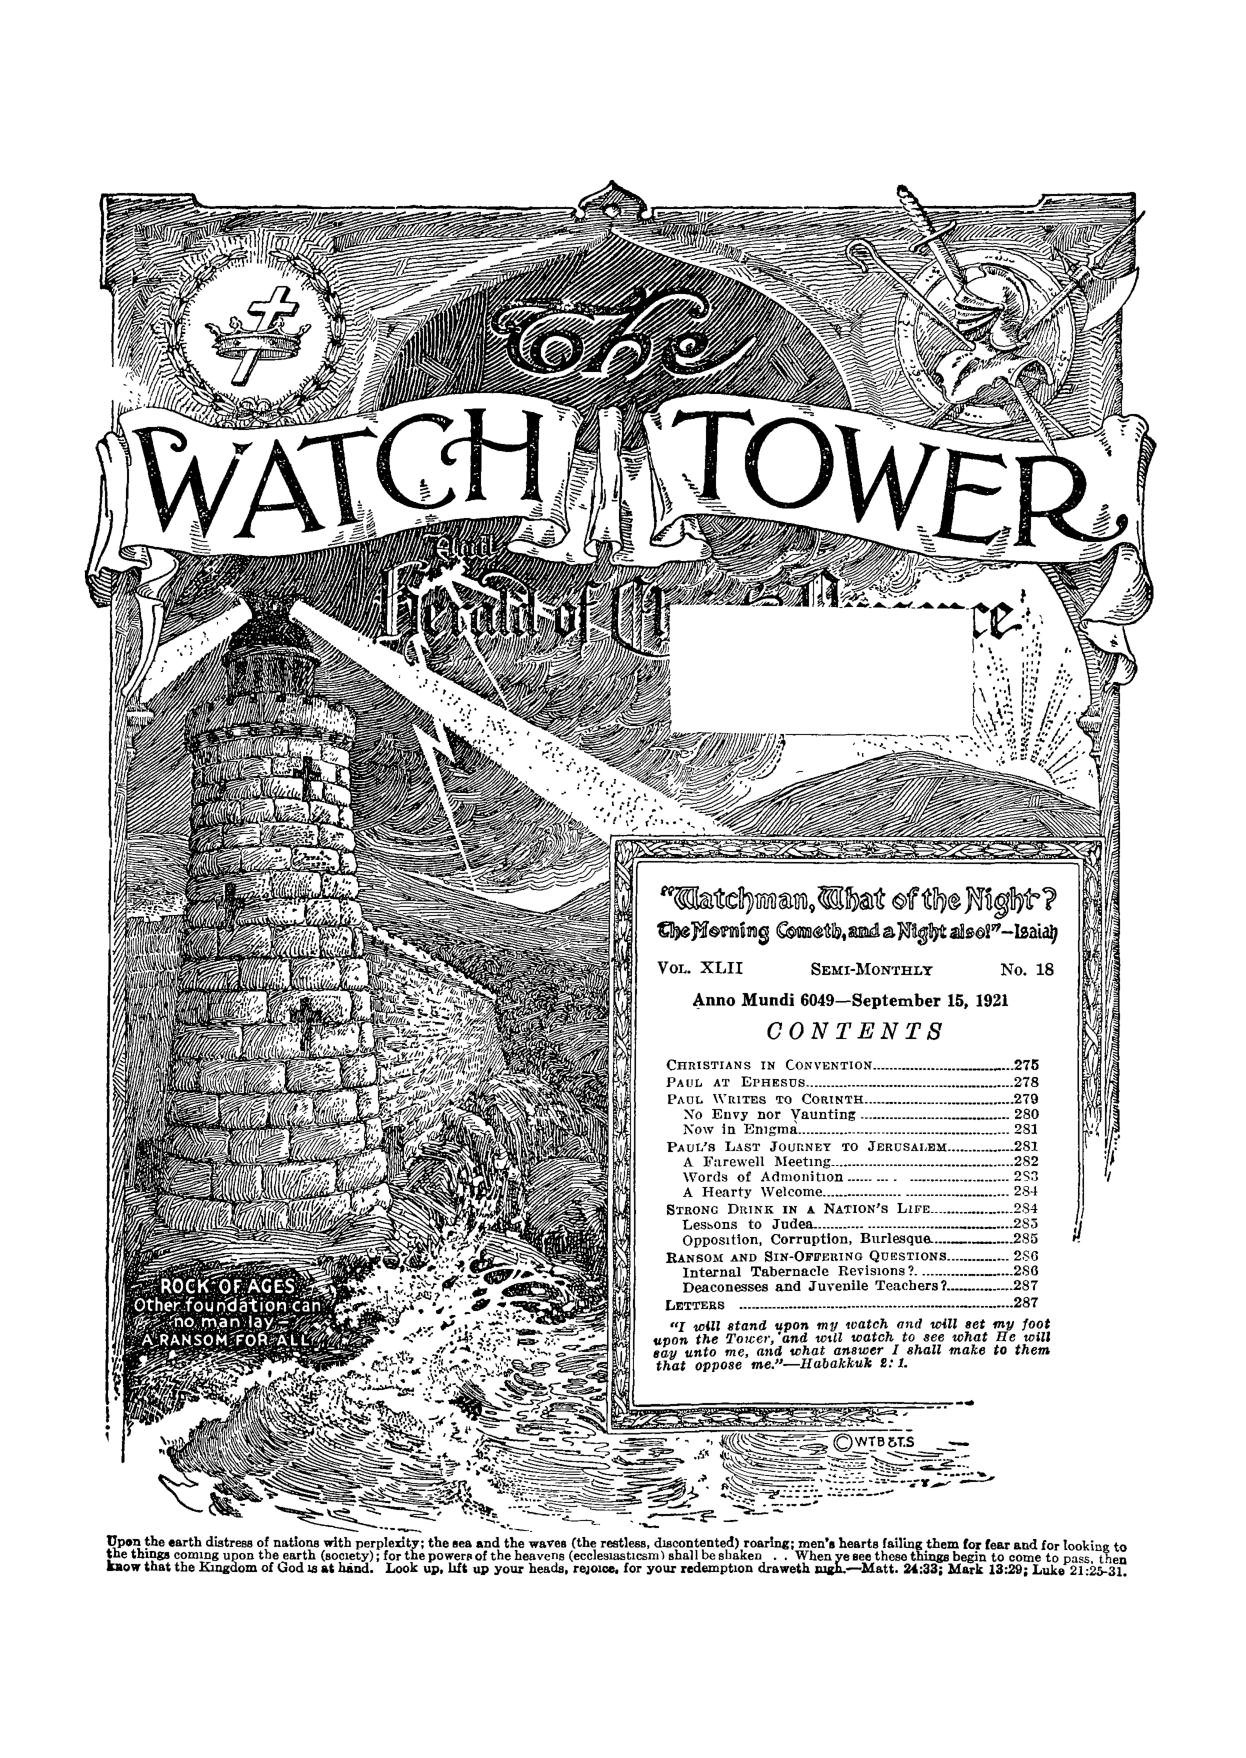 The
WATCH TOWER
And
Herald of
"Watchman, What of the Night?
The Morning Cometh, and a Night also!"—Isaiah
VOL. XLII SEMI-MONTHLY No. 18
Anno Mundi 6049—September 15, 1921
CONTENTS
CHRISTIANS IN CONVENTION 275
PAUL AT EPHESUS 278
PAUL WRITES TO CORINTH 279
No Envy nor Vaunting 280
Now in Enigma 281
PAUL'S LAST JOURNEY TO JERUSALEM 281
A Farewell Meeting 282
Words of Admonition 283
A Hearty Welcome 284
STRONG DRINK IN A NATION'S LIFE 284
Lessons to Judea 285
Opposition, Corruption, Burlesque 285
RANSOM AND SIN-OFFERING QUESTIONS 286
Internal Tabernacle Revisions? 286
Deaconesses and Juvenile Teachers? 287
LETTERS 287
"I will stand upon my watch and will set my foot
upon the Tower, and will watch to see what He will
say unto me, and what answer I shall make to them
that oppose me."—Habakkuk 2:1.
ROCK OF AGES
Other foundation can
no man lay—
A RANSOM FOR ALL
©WTB&T.S
Upon the earth distress of nations with perplexity; the sea and the waves (the restless, discontented) roaring; men's hearts failing them for fear and for looking to
the things coming upon the earth (society); for the powers of the heavens (ecclesiasticsm) shall be shaken . . When ye see these things begin to come to pass, then
know that the Kingdom of God is at hand. Look up, lift up your heads, rejoice, for your redemption draweth nigh.—Matt. 24:33; Mark 13:29; Luke 21:25-31.